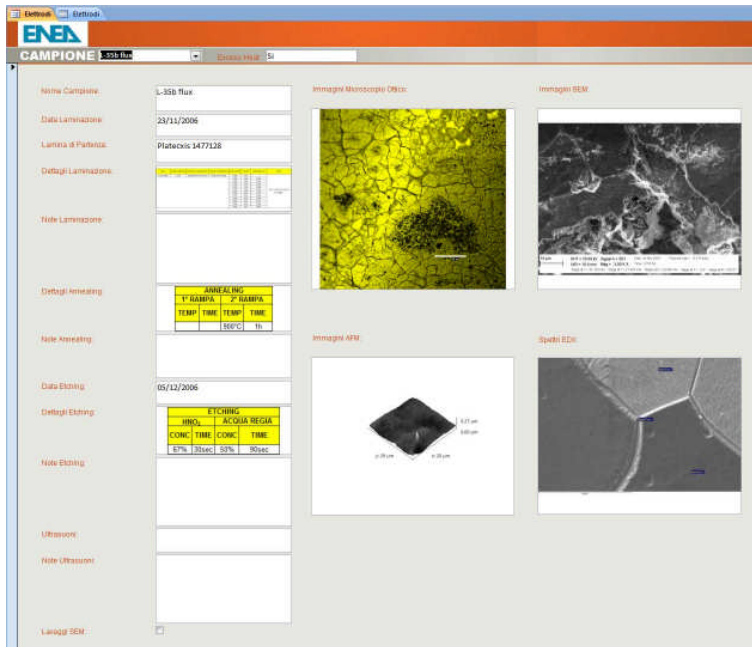 Elettrodi Elettrodi
ENEA
CAMPIONE L-35b flux Excess Heat: Si
Nome Campione: L-35b flux
Immagini Microscopio Ottico:
Immagini SEM:
Data Laminazione: 23/11/2006
Lamina di Partenza: Platecxis 1477128
Dettagli Laminazione:
Note Laminazione:
Dettagli Annealing:
ANNEALING
1° RAMPA 2° RAMPA
TEMP TIME TEMP TIME
900°C 1h
Note Annealing:
Immagini AFM:
Spettri EDX:
Data Etching: 05/12/2006
Dettagli Etching:
ETCHING
HNO₃ ACQUA REGIA
CONC TIME CONC TIME
67% 30sec 50% 90sec
Note Etching:
Ultrasuoni:
Note Ultrasuoni:
Lavaggi SEM: